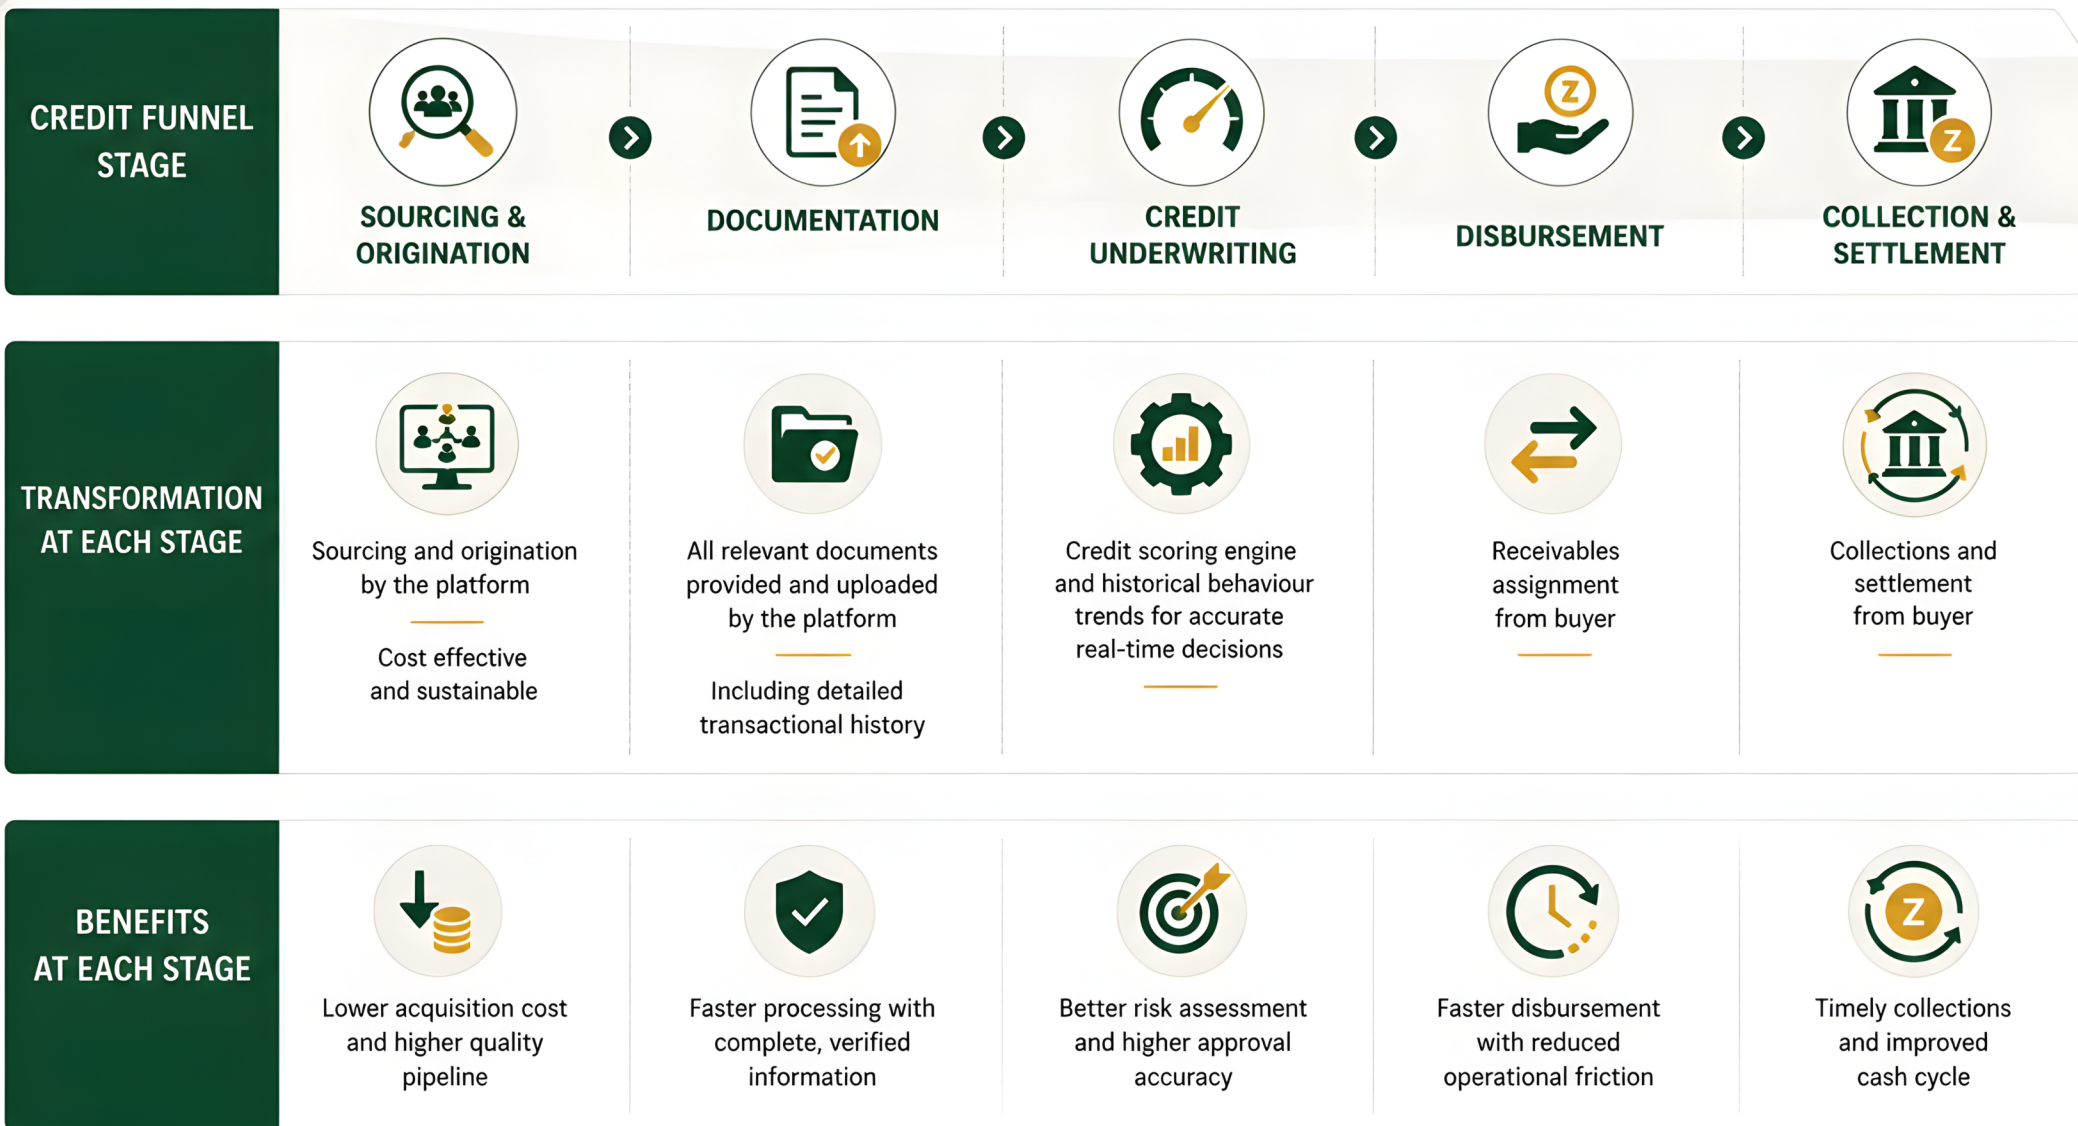 CREDIT FUNNEL
STAGE
SOURCING &
ORIGINATION
DOCUMENTATION
CREDIT
UNDERWRITING
Z
DISBURSEMENT
Z
COLLECTION &
SETTLEMENT
TRANSFORMATION
AT EACH STAGE
Sourcing and origination
by the platform
Cost effective
and sustainable
All relevant documents
provided and uploaded
by the platform
Including detailed
transactional history
Credit scoring engine
and historical behaviour
trends for accurate
real-time decisions
Receivables
assignment
from buyer
Collections and
settlement
from buyer
BENEFITS
AT EACH STAGE
Lower acquisition cost
and higher quality
pipeline
Faster processing with
complete, verified
information
Better risk assessment
and higher approval
accuracy
Faster disbursement
with reduced
operational friction
Z
Timely collections
and improved
cash cycle